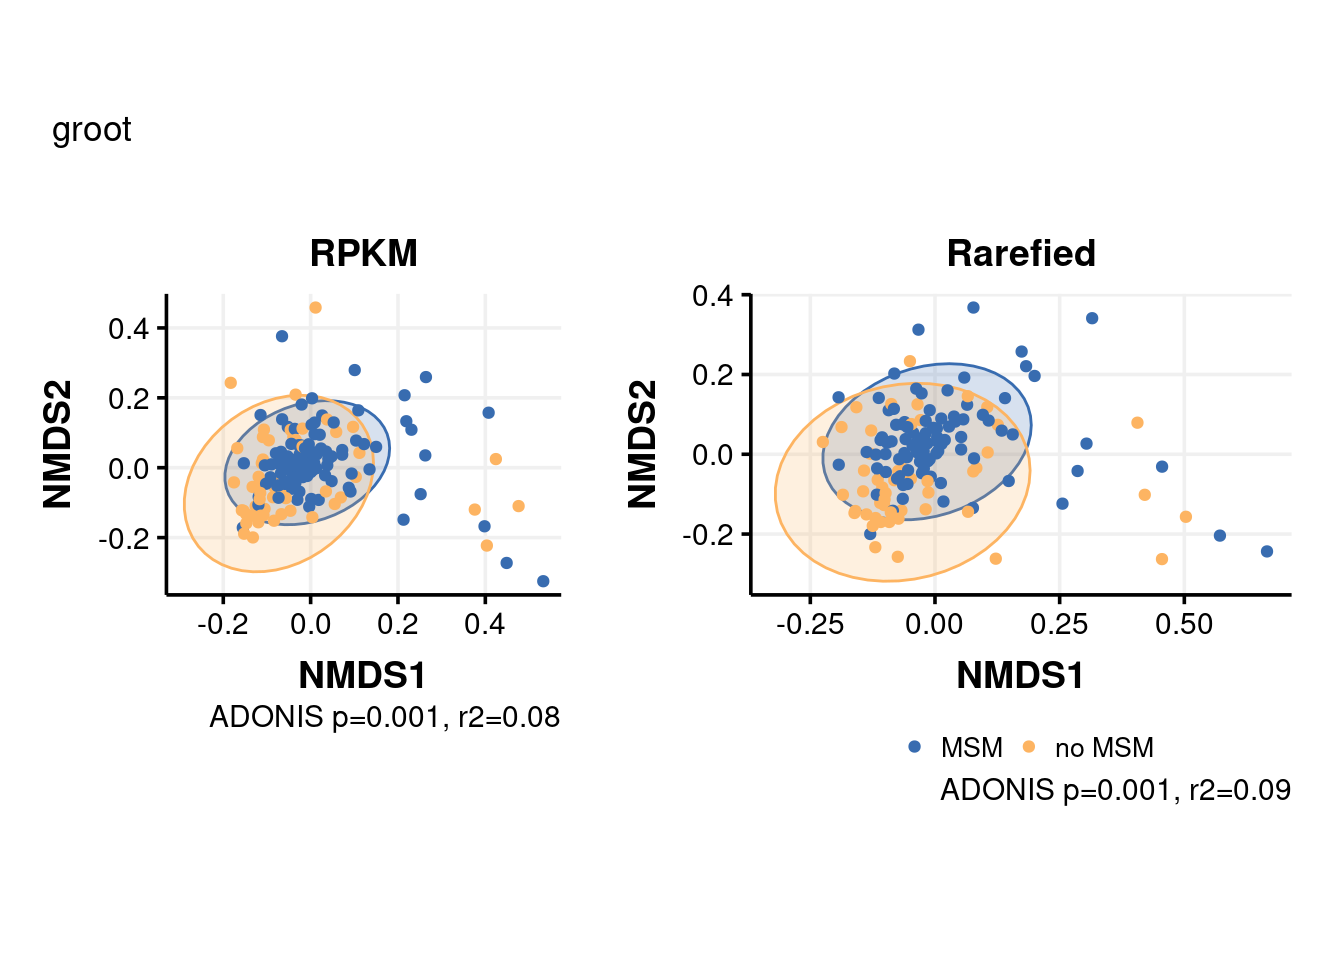 groot
RPKM
0.4
0.2
0.0
-0.2
NMDS2
-0.2 0.0 0.2 0.4
NMDS1
ADONIS p=0.001, r2=0.08
Rarefied
0.4
0.2
0.0
-0.2
NMDS2
-0.25 0.00 0.25 0.50
NMDS1
MSM no MSM
ADONIS p=0.001, r2=0.09